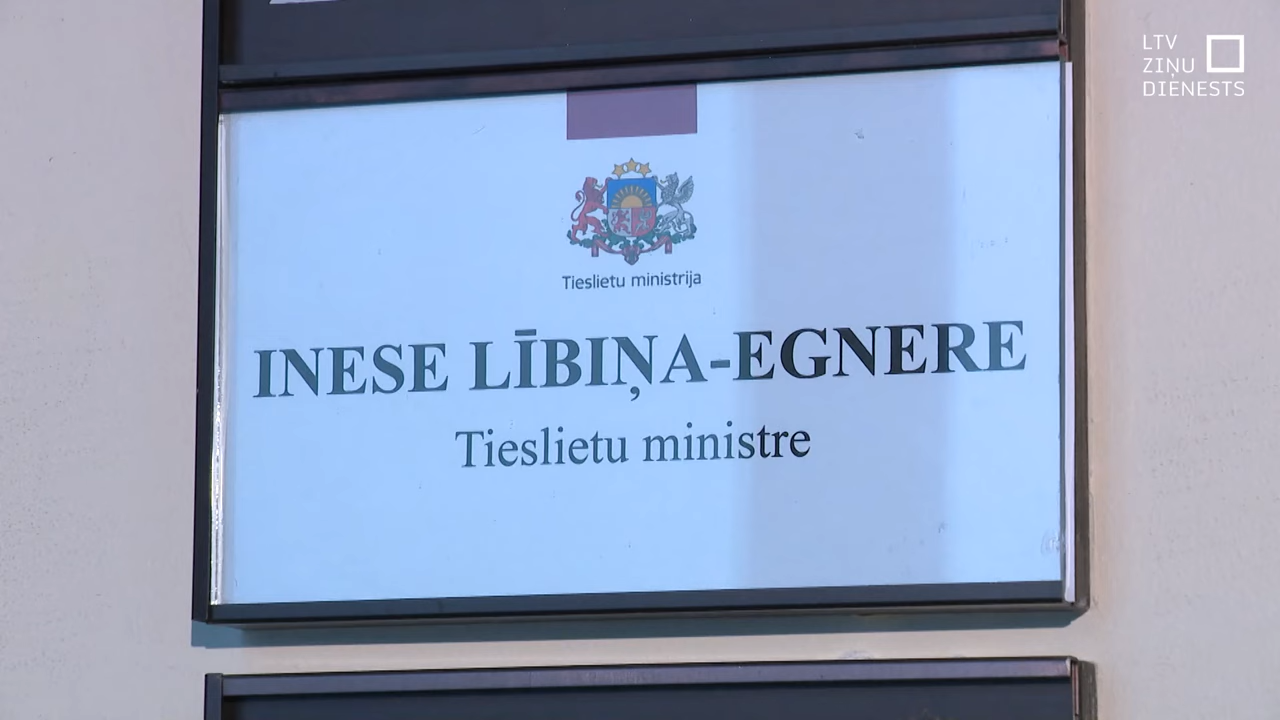 LTV
ZIŅU
DIENESTS
Tieslietu ministrija
INESE LĪBIŅA-EGNERE
Tieslietu ministre